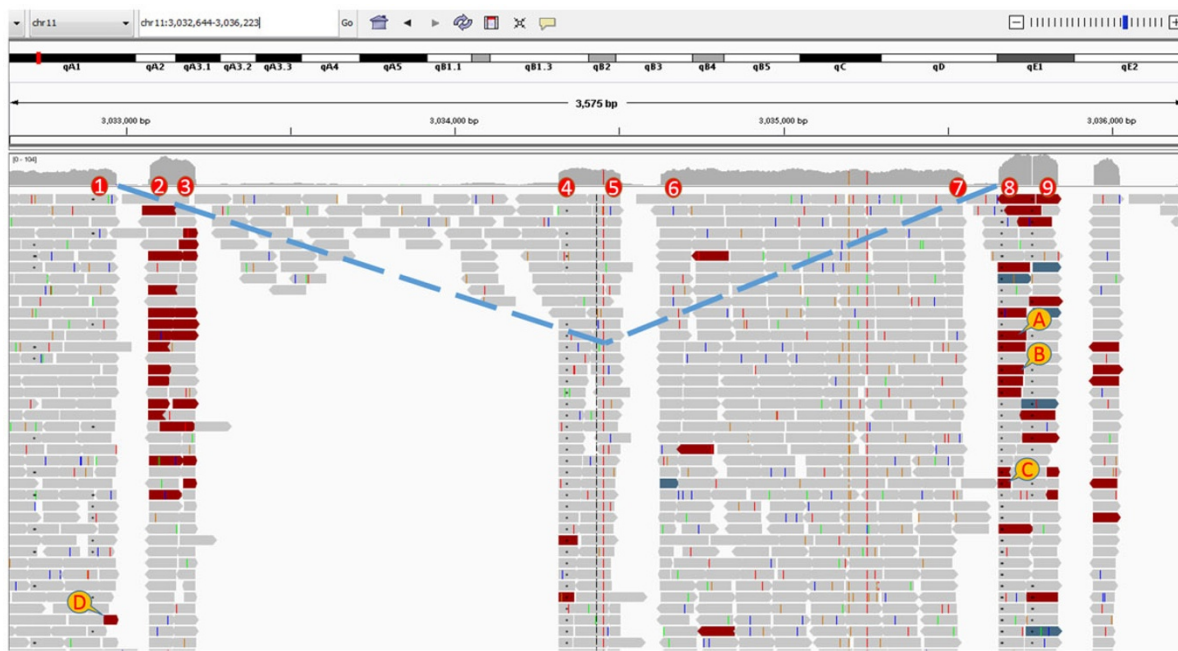 chr11 chr11:3,032,644-3,036,223 Go
qA1 qA2 qA3.1 qA3.2 qA3.3 qA4 qA5 qB1.1 qB1.3 qB2 qB3 qB4 qB5 qC qD qE1 qE2
3,575 bp
3,033,000 bp 3,034,000 bp 3,035,000 bp 3,036,000 bp
[0 - 104]
1 2 3 4 5 6 7 8 9
A
B
C
D